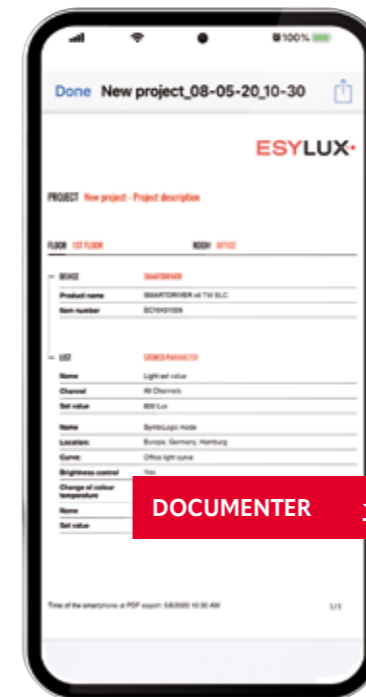 100%
Done New project_08-05-20_10-30
ESYLUX
PROJECT New project - Project description
FLOOR 1ST FLOOR ROOM OFFICE
DEVICE SMARTDRIVER
Product name SMARTDRIVER x8 TW ELC
Item number
LIST STORED PARAMETER
Name Light set value
Channel All Channels
Set value 800 Lux
Name SymbiLogic mode
Location: Europe, Germany, Hamburg
Curve: Office light curve
Brightness control Yes
Change of colour
temperature
Name
Set value
DOCUMENTER
Time of the smartphone at PDF export: 5/8/2020 10:30 AM 1/1